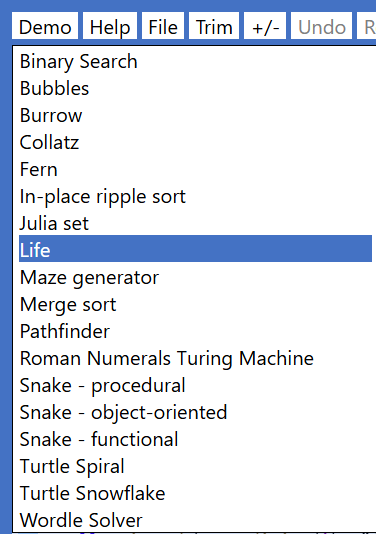 Demo Help File Trim +/- Undo R
Binary Search
Bubbles
Burrow
Collatz
Fern
In-place ripple sort
Julia set
Life
Maze generator
Merge sort
Pathfinder
Roman Numerals Turing Machine
Snake - procedural
Snake - object-oriented
Snake - functional
Turtle Spiral
Turtle Snowflake
Wordle Solver